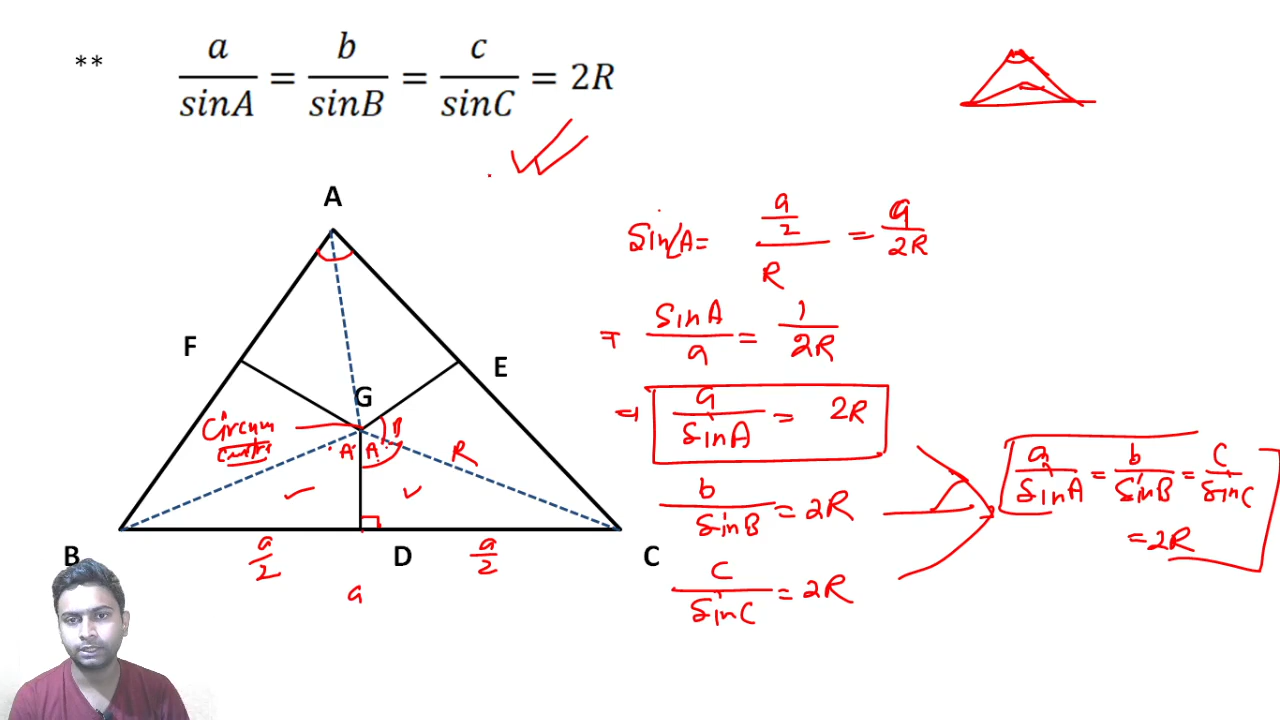 ** a/sinA = b/sinB = c/sinC = 2R
A
F
E
G
Circum
centre
A A B
R
B
D
C
a/2
a/2
a
SinA = (a/2)/R = a/2R
⇒ SinA/a = 1/2R
⇒ a/SinA = 2R
b/SinB = 2R
c/SinC = 2R
a/SinA = b/SinB = c/SinC
= 2R